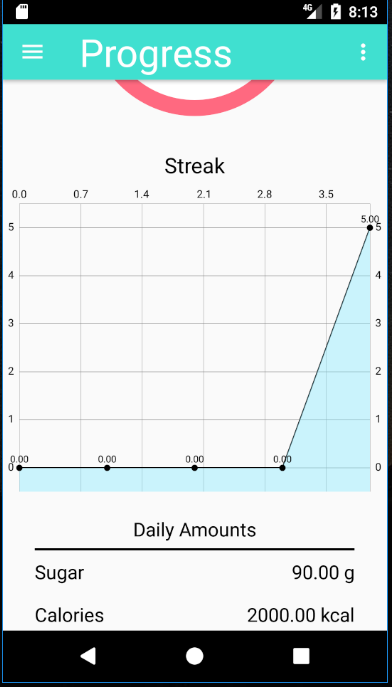 4G 8:13
Progress
Streak
0.0 0.7 1.4 2.1 2.8 3.5
5.00
5 5
4 4
3 3
2 2
1 1
0.00 0.00 0.00 0.00
0 0
Daily Amounts
Sugar 90.00 g
Calories 2000.00 kcal